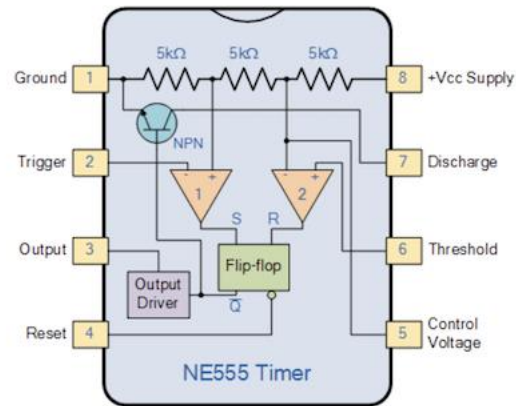 5kΩ 5kΩ 5kΩ
Ground 1
8 +Vcc Supply
NPN
Trigger 2
7 Discharge
- + - +
1 2
S R
Output 3
6 Threshold
Flip-flop
Output
Driver
Q̅
Reset 4
5 Control
Voltage
NE555 Timer